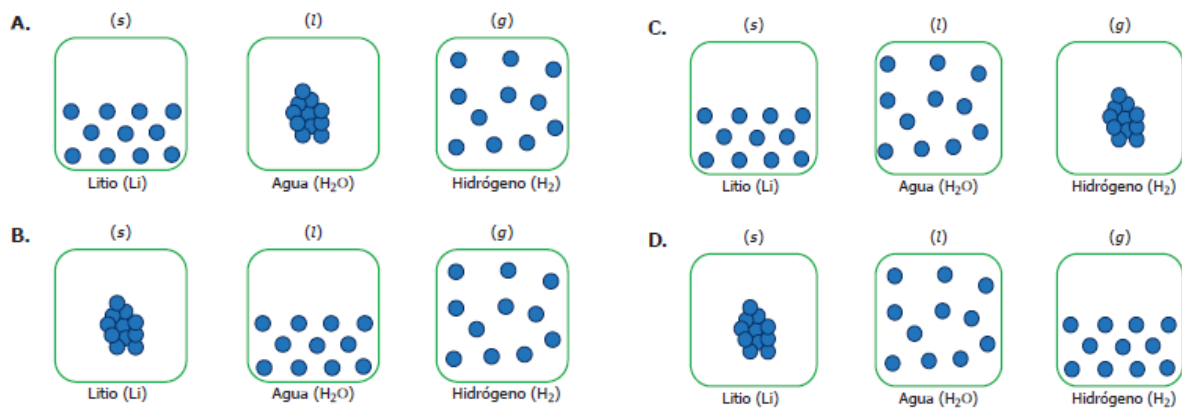 A.
(s) (l) (g)
Litio (Li) Agua (H₂O) Hidrógeno (H₂)
B.
(s) (l) (g)
Litio (Li) Agua (H₂O) Hidrógeno (H₂)
C.
(s) (l) (g)
Litio (Li) Agua (H₂O) Hidrógeno (H₂)
D.
(s) (l) (g)
Litio (Li) Agua (H₂O) Hidrógeno (H₂)